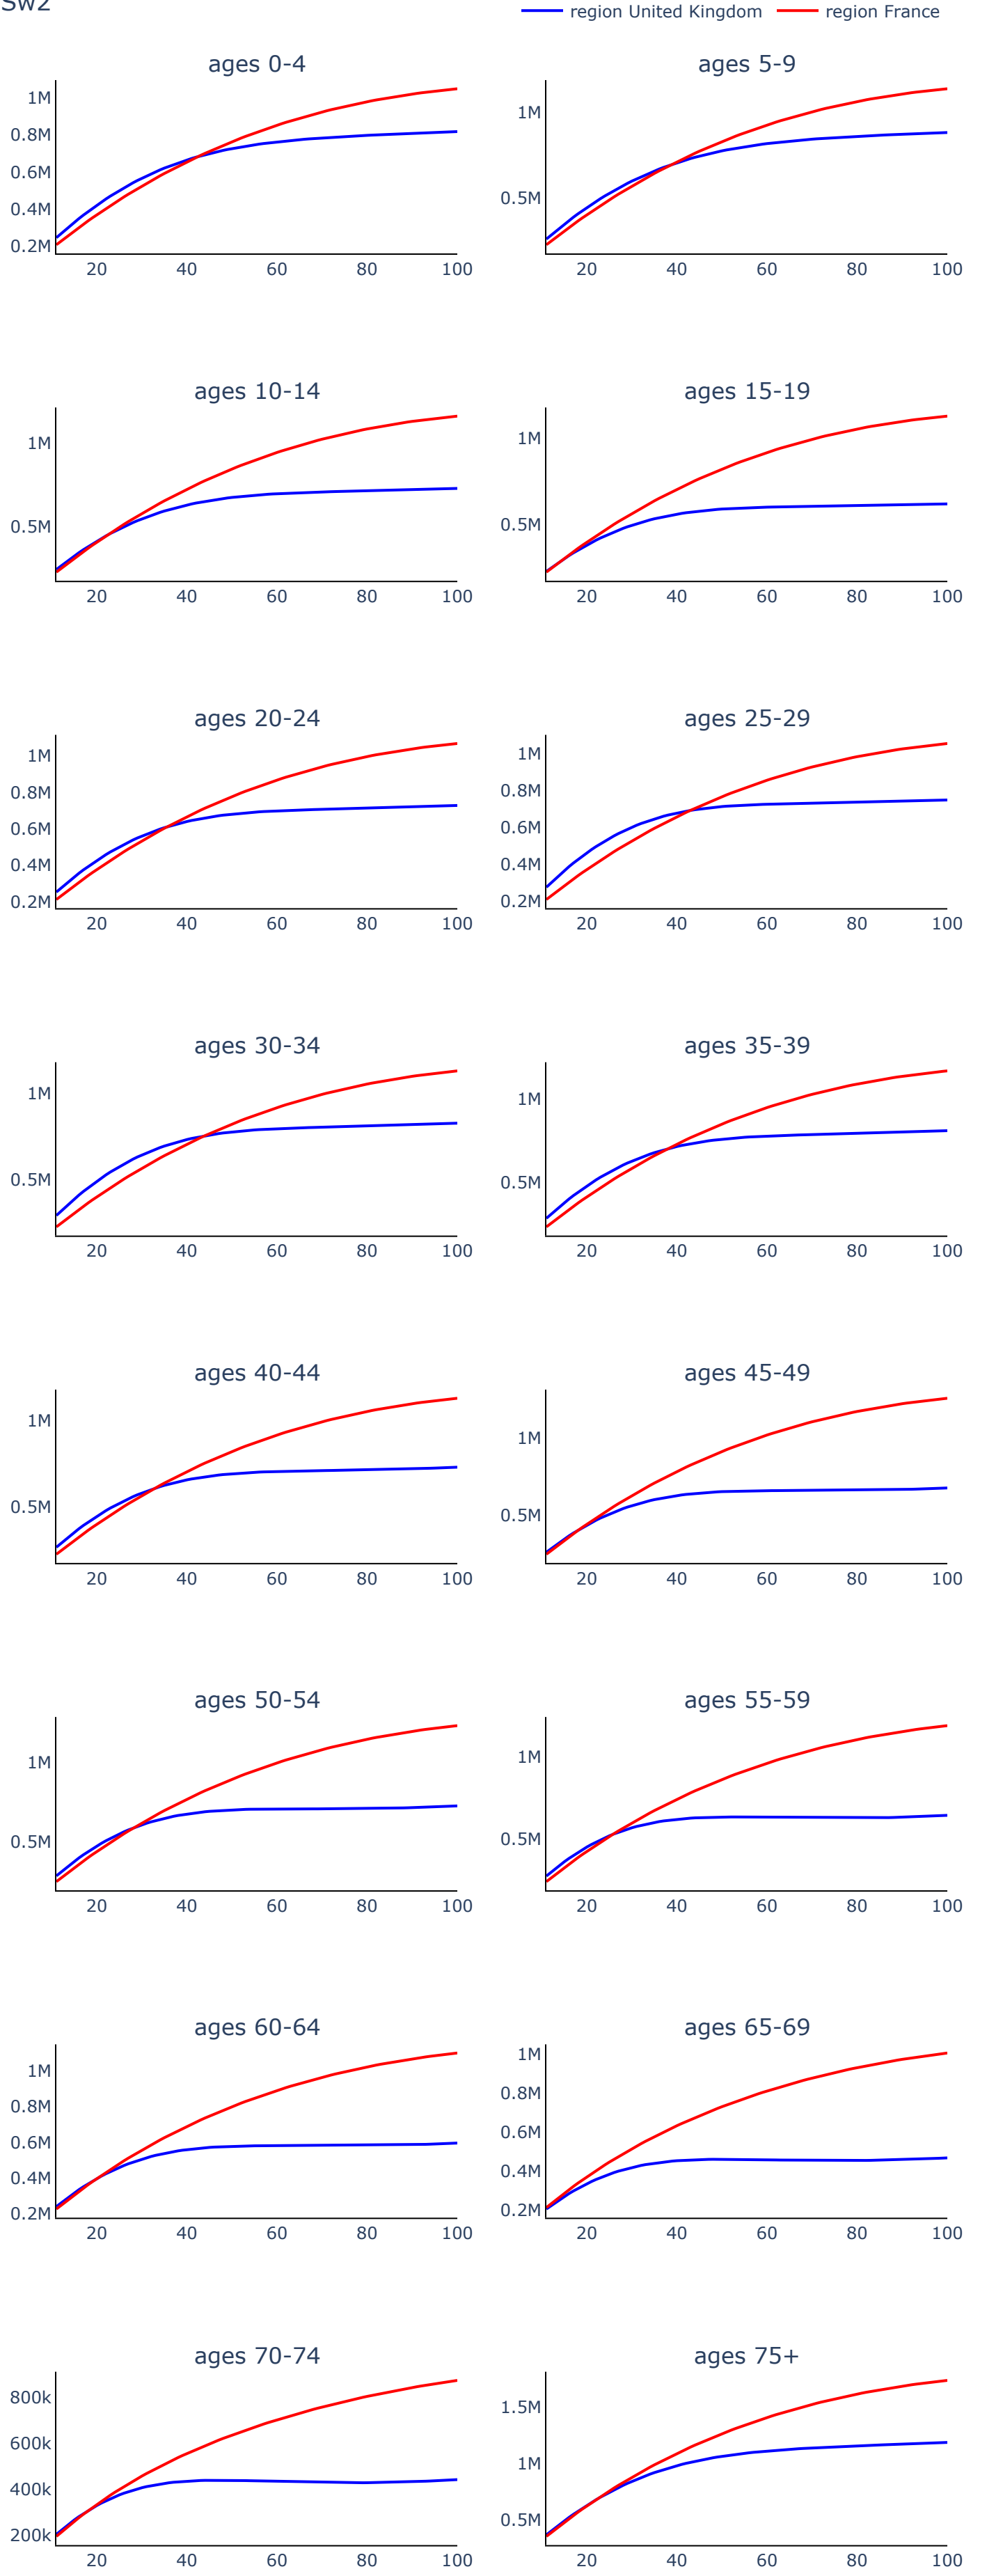 Sw2
region United Kingdom region France
ages 0-4 ages 5-9
1M
0.8M
0.6M
0.4M
0.2M
20 40 60 80 100
1M
0.5M
20 40 60 80 100
ages 10-14 ages 15-19
1M
0.5M
20 40 60 80 100
1M
0.5M
20 40 60 80 100
ages 20-24 ages 25-29
1M
0.8M
0.6M
0.4M
0.2M
20 40 60 80 100
1M
0.8M
0.6M
0.4M
0.2M
20 40 60 80 100
ages 30-34 ages 35-39
1M
0.5M
20 40 60 80 100
1M
0.5M
20 40 60 80 100
ages 40-44 ages 45-49
1M
0.5M
20 40 60 80 100
1M
0.5M
20 40 60 80 100
ages 50-54 ages 55-59
1M
0.5M
20 40 60 80 100
1M
0.5M
20 40 60 80 100
ages 60-64 ages 65-69
1M
0.8M
0.6M
0.4M
0.2M
20 40 60 80 100
1M
0.8M
0.6M
0.4M
0.2M
20 40 60 80 100
ages 70-74 ages 75+
800k
600k
400k
200k
20 40 60 80 100
1.5M
1M
0.5M
20 40 60 80 100